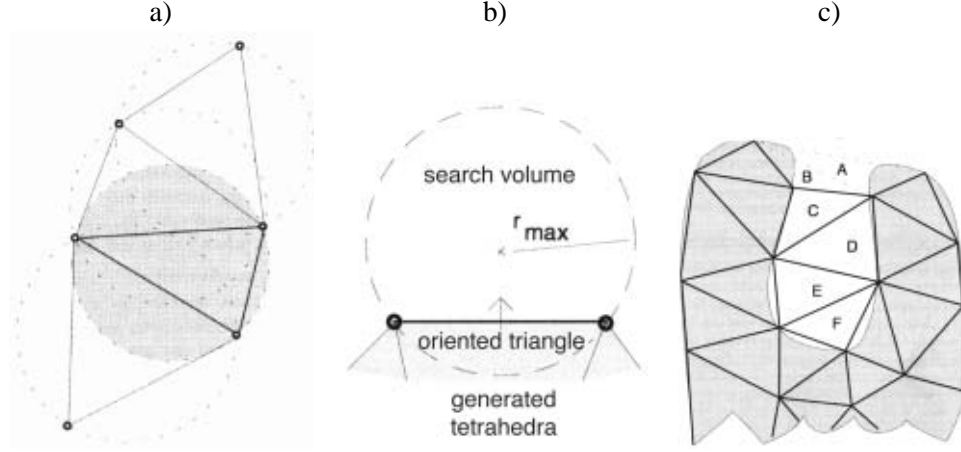 a)
b)
c)
search volume
r max
oriented triangle
generated
tetrahedra
A
B
C
D
E
F